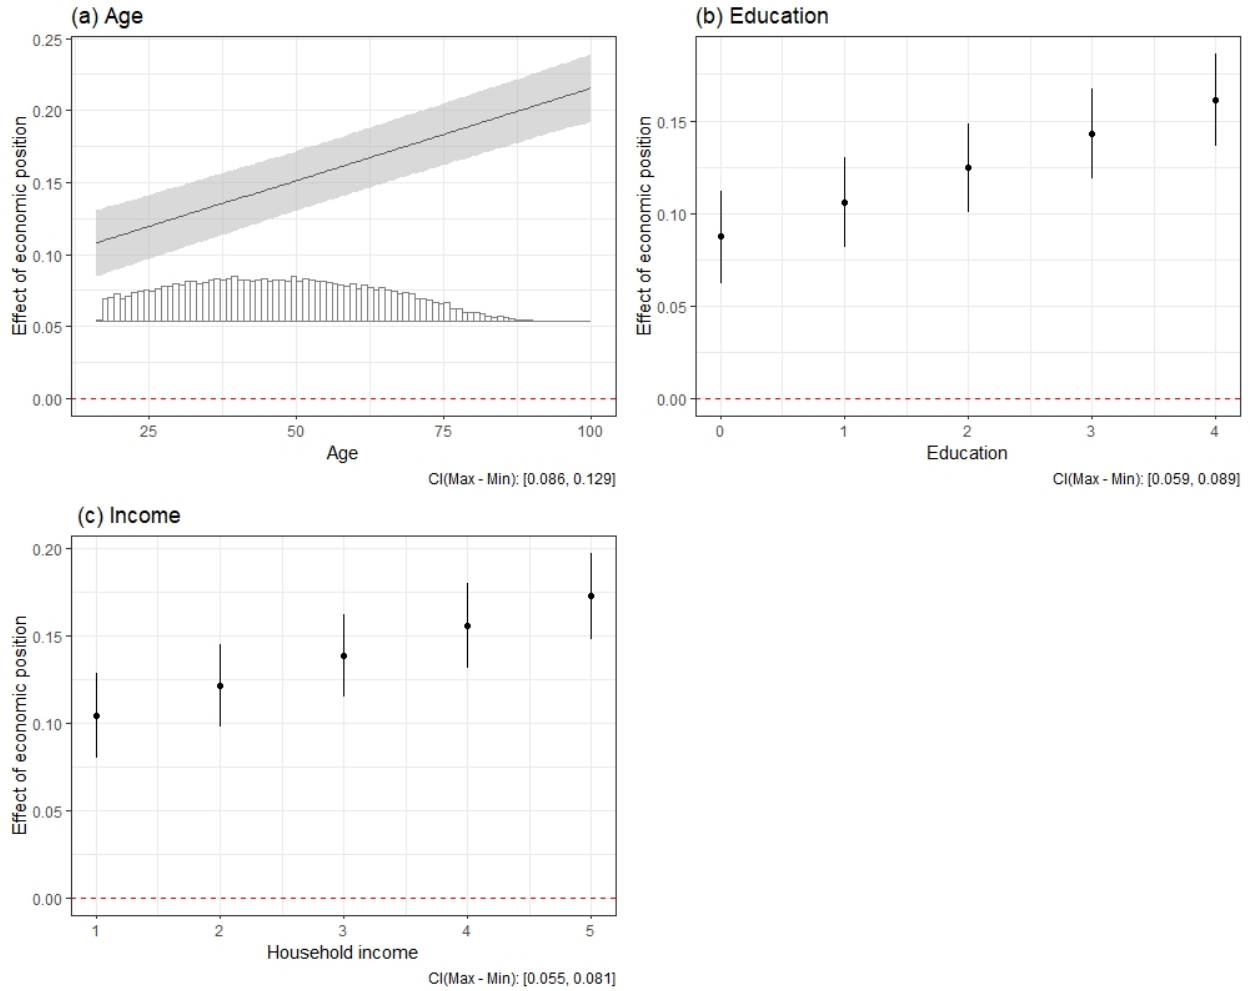 (a) Age
Effect of economic position
0.25
0.20
0.15
0.10
0.05
0.00
25 50 75 100
Age
CI(Max - Min): [0.086, 0.129]
(b) Education
Effect of economic position
0.15
0.10
0.05
0.00
0 1 2 3 4
Education
CI(Max - Min): [0.059, 0.089]
(c) Income
Effect of economic position
0.20
0.15
0.10
0.05
0.00
1 2 3 4 5
Household income
CI(Max - Min): [0.055, 0.081]